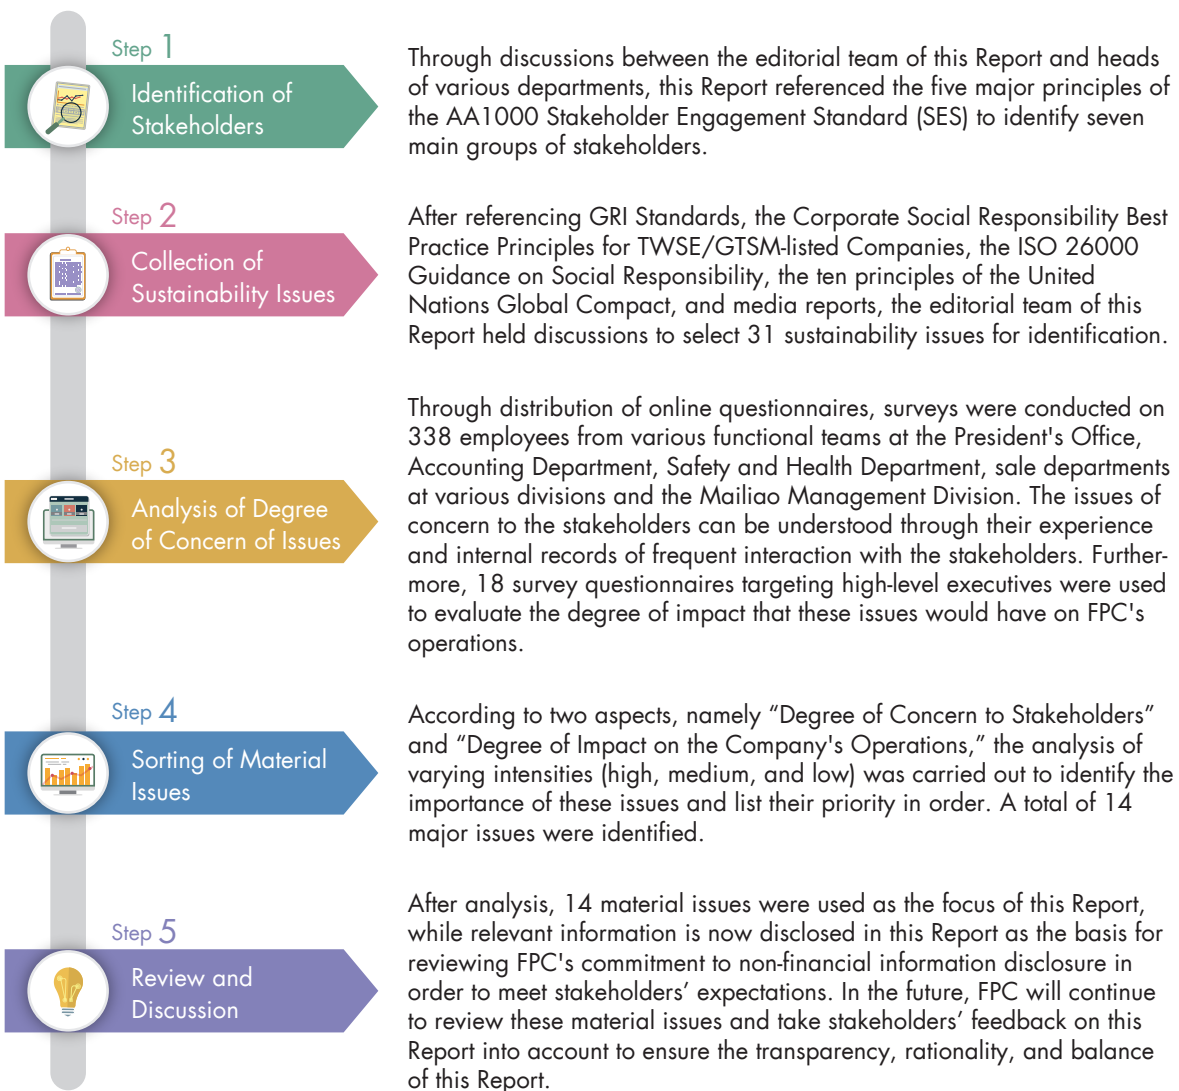 Step 1
Identification of
Stakeholders
Through discussions between the editorial team of this Report and heads
of various departments, this Report referenced the five major principles of
the AA1000 Stakeholder Engagement Standard (SES) to identify seven
main groups of stakeholders.
Step 2
Collection of
Sustainability Issues
After referencing GRI Standards, the Corporate Social Responsibility Best
Practice Principles for TWSE/GTSM-listed Companies, the ISO 26000
Guidance on Social Responsibility, the ten principles of the United
Nations Global Compact, and media reports, the editorial team of this
Report held discussions to select 31 sustainability issues for identification.
Step 3
Analysis of Degree
of Concern of Issues
Through distribution of online questionnaires, surveys were conducted on
338 employees from various functional teams at the President's Office,
Accounting Department, Safety and Health Department, sale departments
at various divisions and the Mailiao Management Division. The issues of
concern to the stakeholders can be understood through their experience
and internal records of frequent interaction with the stakeholders. Further-
more, 18 survey questionnaires targeting high-level executives were used
to evaluate the degree of impact that these issues would have on FPC's
operations.
Step 4
Sorting of Material
Issues
According to two aspects, namely “Degree of Concern to Stakeholders”
and “Degree of Impact on the Company's Operations,” the analysis of
varying intensities (high, medium, and low) was carried out to identify the
importance of these issues and list their priority in order. A total of 14
major issues were identified.
Step 5
Review and
Discussion
After analysis, 14 material issues were used as the focus of this Report,
while relevant information is now disclosed in this Report as the basis for
reviewing FPC's commitment to non-financial information disclosure in
order to meet stakeholders’ expectations. In the future, FPC will continue
to review these material issues and take stakeholders’ feedback on this
Report into account to ensure the transparency, rationality, and balance
of this Report.